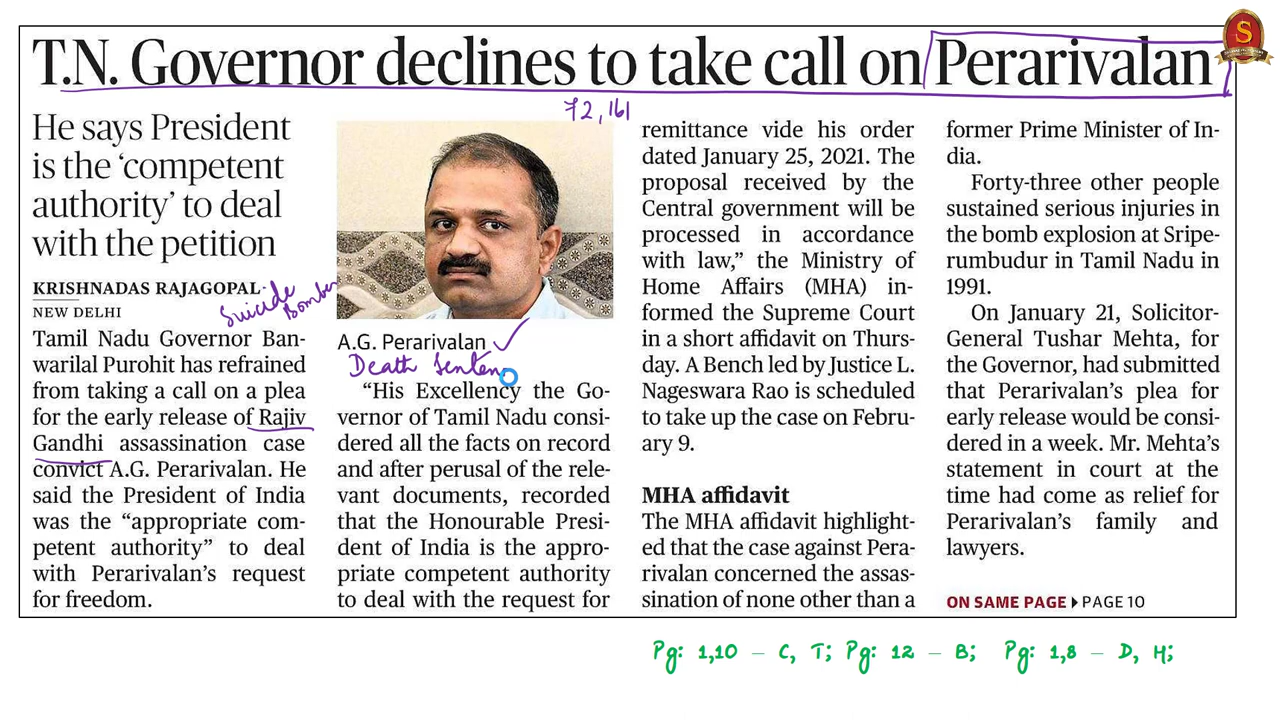 T.N. Governor declines to take call on Perarivalan
He says President
is the ‘competent
authority’ to deal
with the petition
KRISHNADAS RAJAGOPAL
NEW DELHI
Suicide
Bomber
Tamil Nadu Governor Ban-
warilal Purohit has refrained
from taking a call on a plea
for the early release of Rajiv
Gandhi assassination case
convict A.G. Perarivalan. He
said the President of India
was the “appropriate com-
petent authority” to deal
with Perarivalan’s request
for freedom.
72, 161
A.G. Perarivalan
Death Senten
“His Excellency the Go-
vernor of Tamil Nadu consi-
dered all the facts on record
and after perusal of the rele-
vant documents, recorded
that the Honourable Presi-
dent of India is the appro-
priate competent authority
to deal with the request for
remittance vide his order
dated January 25, 2021. The
proposal received by the
Central government will be
processed in accordance
with law,” the Ministry of
Home Affairs (MHA) in-
formed the Supreme Court
in a short affidavit on Thurs-
day. A Bench led by Justice L.
Nageswara Rao is scheduled
to take up the case on Febru-
ary 9.
MHA affidavit
The MHA affidavit highlight-
ed that the case against Pera-
rivalan concerned the assas-
sination of none other than a
former Prime Minister of In-
dia.
Forty-three other people
sustained serious injuries in
the bomb explosion at Sripe-
rumbudur in Tamil Nadu in
1991.
On January 21, Solicitor-
General Tushar Mehta, for
the Governor, had submitted
that Perarivalan’s plea for
early release would be consi-
dered in a week. Mr. Mehta’s
statement in court at the
time had come as relief for
Perarivalan’s family and
lawyers.
ON SAME PAGE PAGE 10
Pg: 1,10 – C, T; Pg: 12 – B; Pg: 1,8 – D, H;
S